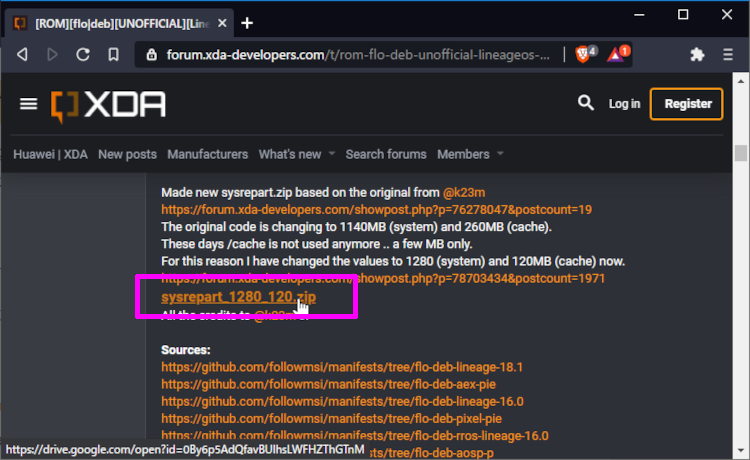 [ROM][flo|deb][UNOFFICIAL][Line
forum.xda-developers.com/t/rom-flo-deb-unofficial-lineageos-...
4
1
XDA
Log in
Register
Huawei | XDA
New posts
Manufacturers
What's new
Search forums
Members
Made new sysrepart.zip based on the original from @k23m
https://forum.xda-developers.com/showpost.php?p=76278047&postcount=19
The original code is changing to 1140MB (system) and 260MB (cache).
These days /cache is not used anymore .. a few MB only.
For this reason I have changed the values to 1280 (system) and 120MB (cache) now.
https://forum.xda-developers.com/showpost.php?p=78703434&postcount=1971
sysrepart_1280_120.zip
All the credits to @k23m
Sources:
https://github.com/followmsi/manifests/tree/flo-deb-lineage-18.1
https://github.com/followmsi/manifests/tree/flo-deb-aex-pie
https://github.com/followmsi/manifests/tree/flo-deb-lineage-16.0
https://github.com/followmsi/manifests/tree/flo-deb-pixel-pie
https://github.com/followmsi/manifests/tree/flo-deb-rros-lineage-16.0
https://drive.google.com/open?id=0By6p5AdQfavBUlhsLWFHZThGTnM
/followmsi/manifests/tree/flo-deb-aosp-p